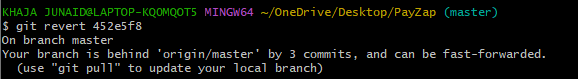 KHAJA JUNAID@LAPTOP-KQOMQOT5 MINGW64 ~/OneDrive/Desktop/PayZap (master)
$ git revert 452e5f8
On branch master
Your branch is behind 'origin/master' by 3 commits, and can be fast-forwarded.
  (use "git pull" to update your local branch)